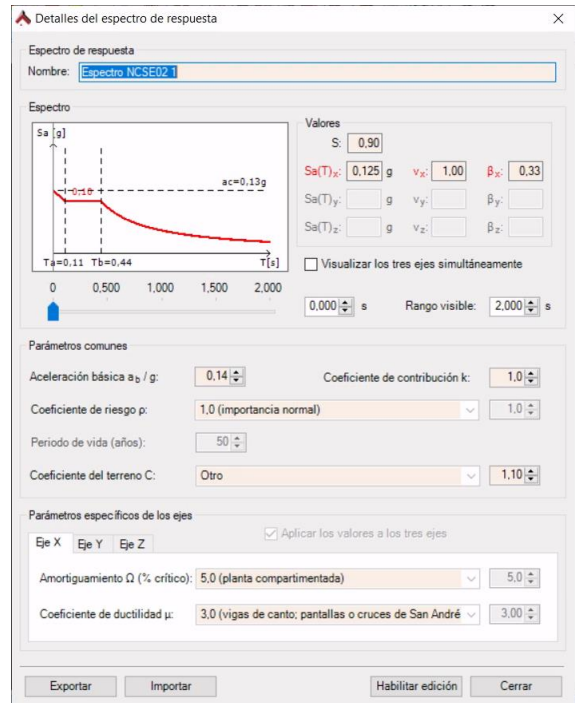 Detalles del espectro de respuesta
Espectro de respuesta
Nombre: Espectro NCSE02 1
Espectro
Sa [g]
0,10
ac=0,13g
Ta=0,11 Tb=0,44 T[s]
0 0,500 1,000 1,500 2,000
Valores
S: 0,90
Sa(T)x: 0,125 g νx: 1,00 βx: 0,33
Sa(T)y: g νy: βy:
Sa(T)z: g νz: βz:
Visualizar los tres ejes simultáneamente
0,000 s Rango visible: 2,000 s
Parámetros comunes
Aceleración básica ab / g: 0,14 Coeficiente de contribución k: 1,0
Coeficiente de riesgo ρ: 1,0 (importancia normal) 1,0
Periodo de vida (años): 50
Coeficiente del terreno C: Otro 1,10
Parámetros específicos de los ejes
Aplicar los valores a los tres ejes
Eje X Eje Y Eje Z
Amortiguamiento Ω (% crítico): 5,0 (planta compartimentada) 5,0
Coeficiente de ductilidad µ: 3,0 (vigas de canto; pantallas o cruces de San André 3,00
Exportar Importar Habilitar edición Cerrar